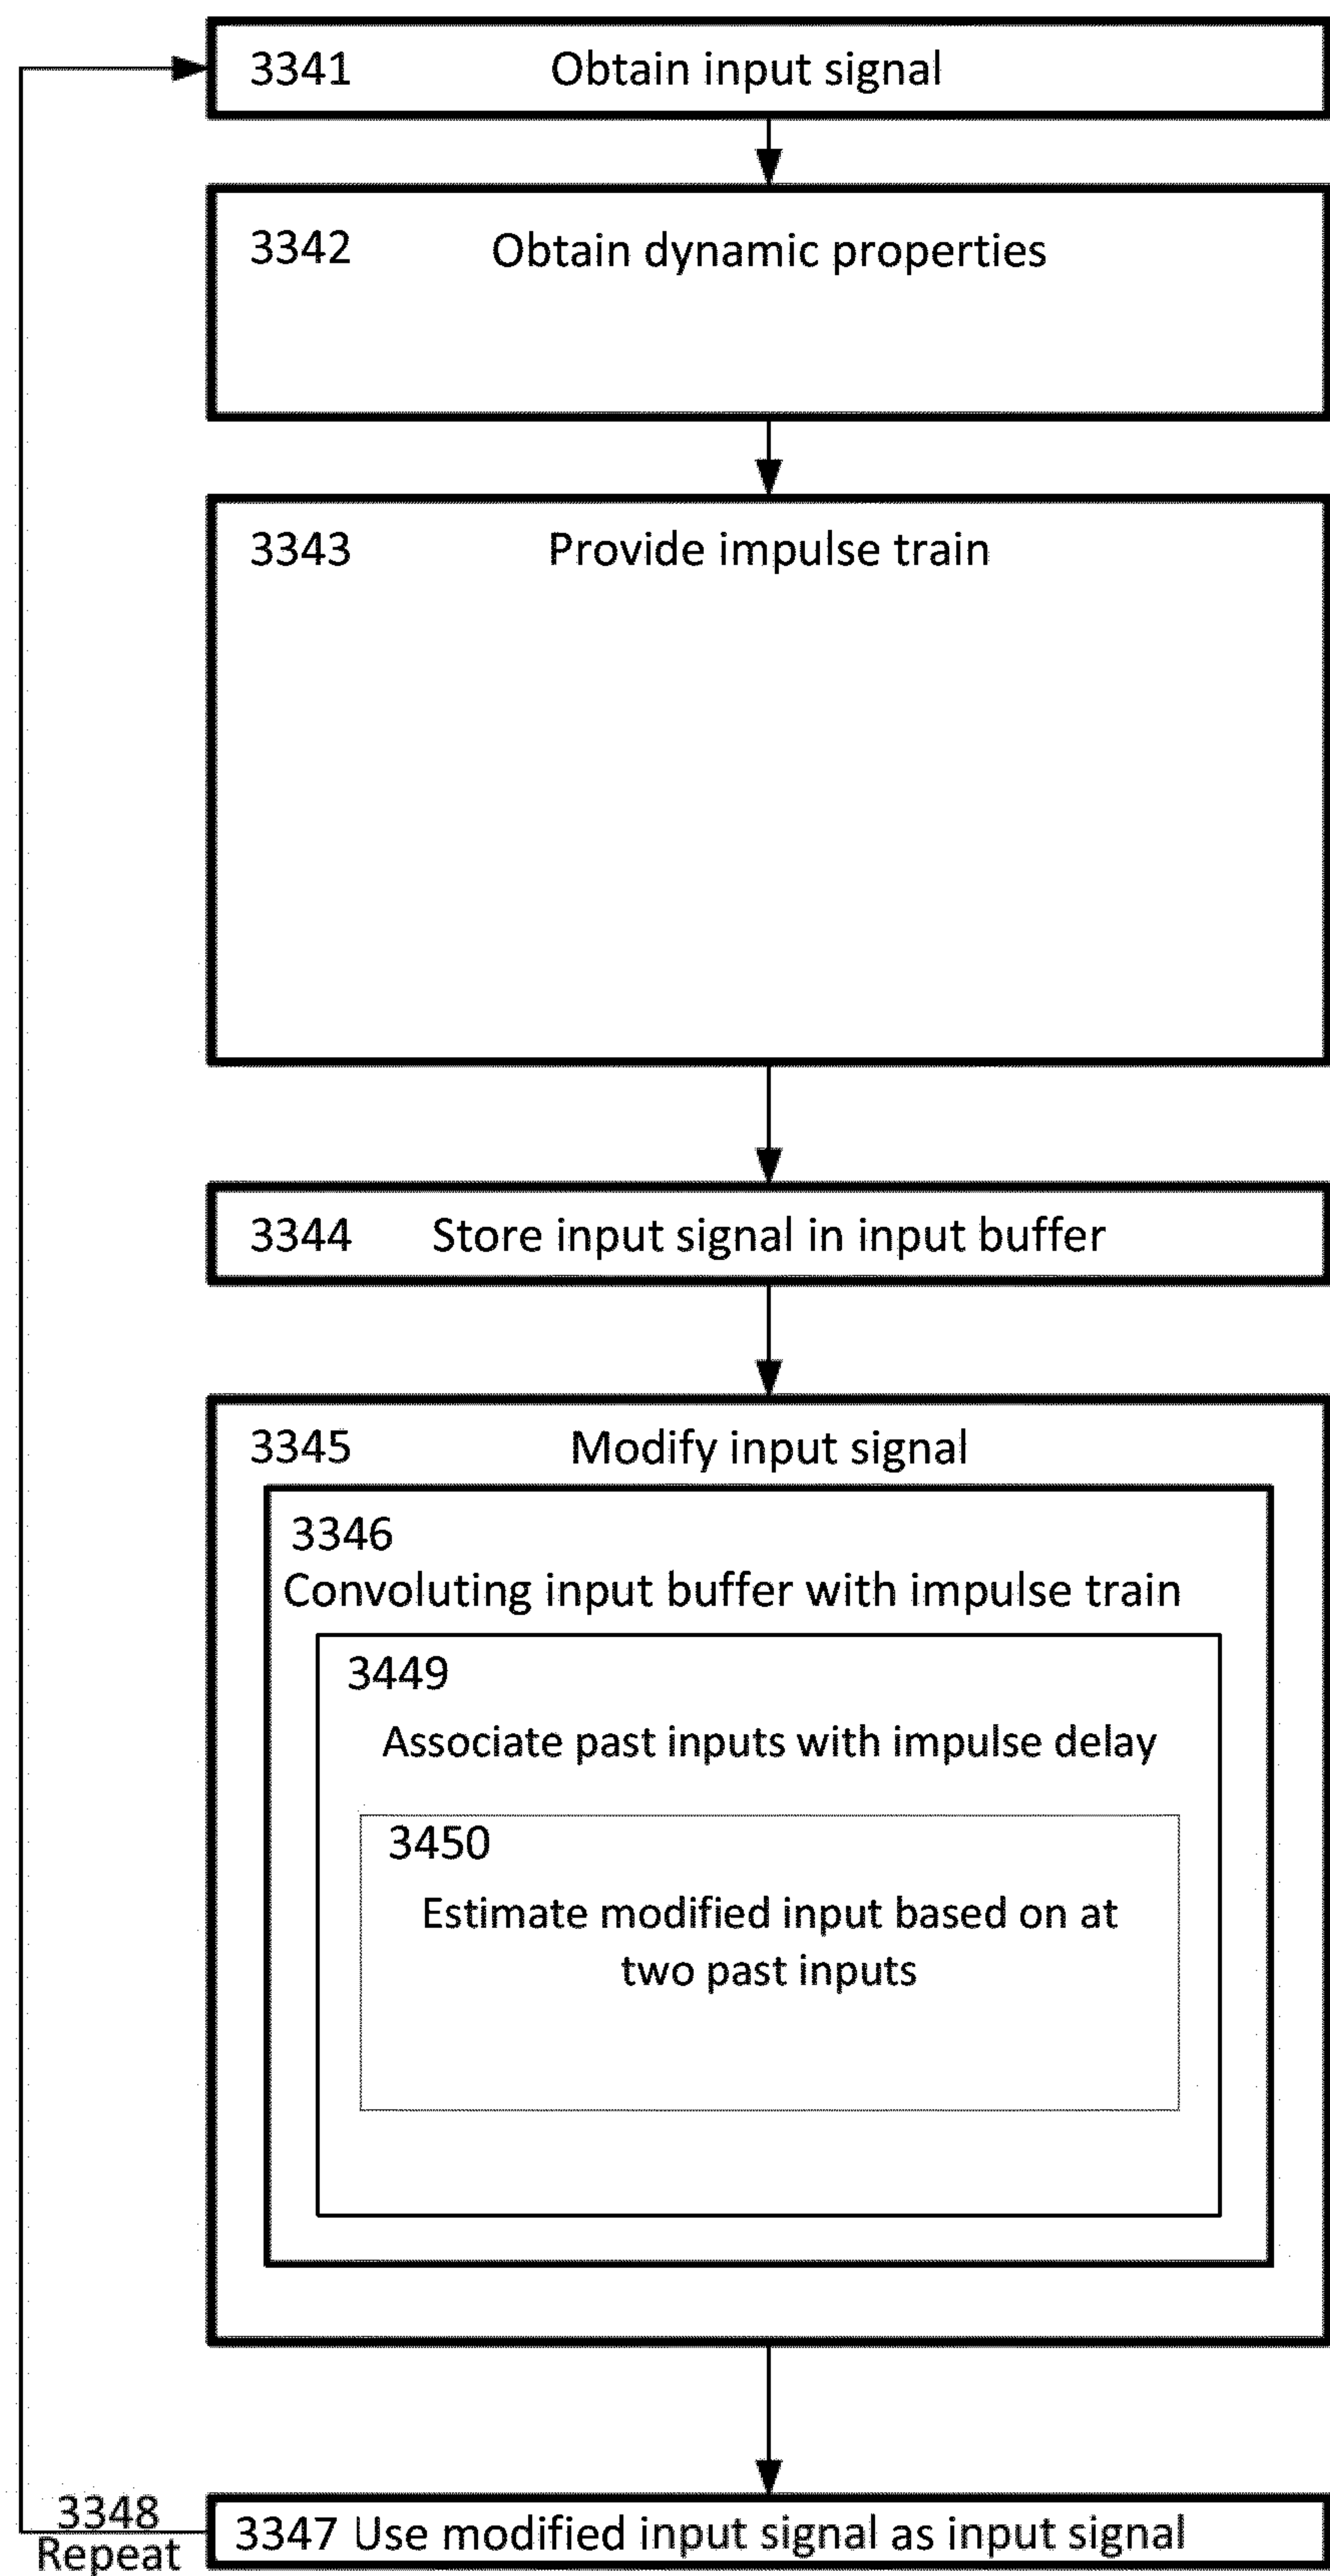 3341 Obtain input signal
3342 Obtain dynamic properties
3343 Provide impulse train
3344 Store input signal in input buffer
3345 Modify input signal
3346
Convoluting input buffer with impulse train
3449
Associate past inputs with impulse delay
3450
Estimate modified input based on at
two past inputs
3348
Repeat
3347 Use modified input signal as input signal